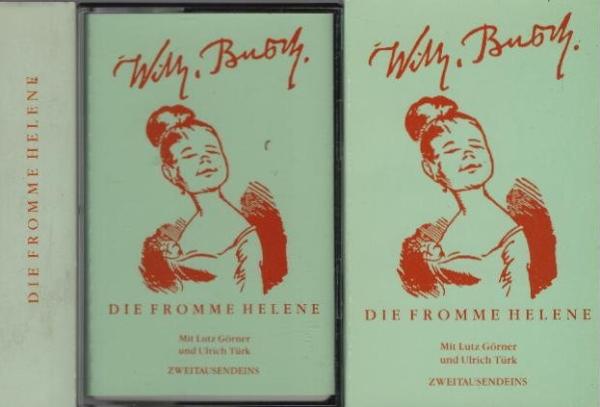 DIE FROMME HELENE
Wilh. Busch.
DIE FROMME HELENE
Mit Lutz Görner
und Ulrich Türk
ZWEITAUSENDEINS
Wilh. Busch.
DIE FROMME HELENE
Mit Lutz Görner
und Ulrich Türk
ZWEITAUSENDEINS